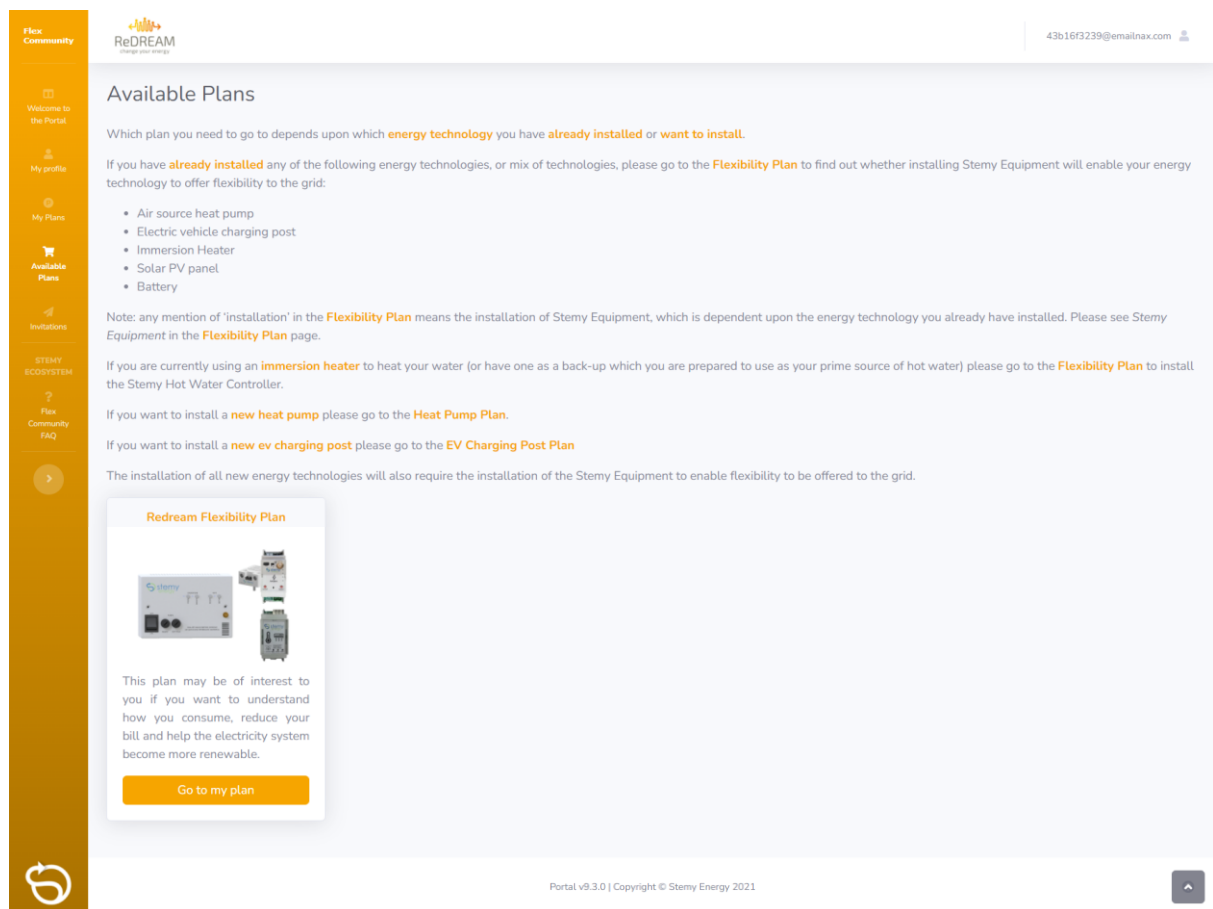 Flex
Community
ReDREAM
change your energy
43b16f3239@emailnax.com
Welcome to
the Portal
My profile
My Plans
Available
Plans
Invitations
STEMY
ECOSYSTEM
Flex
Community
FAQ
Available Plans
Which plan you need to go to depends upon which energy technology you have already installed or want to install.
If you have already installed any of the following energy technologies, or mix of technologies, please go to the Flexibility Plan to find out whether installing Stemy Equipment will enable your energy
technology to offer flexibility to the grid:
• Air source heat pump
• Electric vehicle charging post
• Immersion Heater
• Solar PV panel
• Battery
Note: any mention of ‘installation’ in the Flexibility Plan means the installation of Stemy Equipment, which is dependent upon the energy technology you already have installed. Please see Stemy
Equipment in the Flexibility Plan page.
If you are currently using an immersion heater to heat your water (or have one as a back-up which you are prepared to use as your prime source of hot water) please go to the Flexibility Plan to install
the Stemy Hot Water Controller.
If you want to install a new heat pump please go to the Heat Pump Plan.
If you want to install a new ev charging post please go to the EV Charging Post Plan
The installation of all new energy technologies will also require the installation of the Stemy Equipment to enable flexibility to be offered to the grid.
Redream Flexibility Plan
stemy
This plan may be of interest to
you if you want to understand
how you consume, reduce your
bill and help the electricity system
become more renewable.
Go to my plan
Portal v9.3.0 | Copyright © Stemy Energy 2021